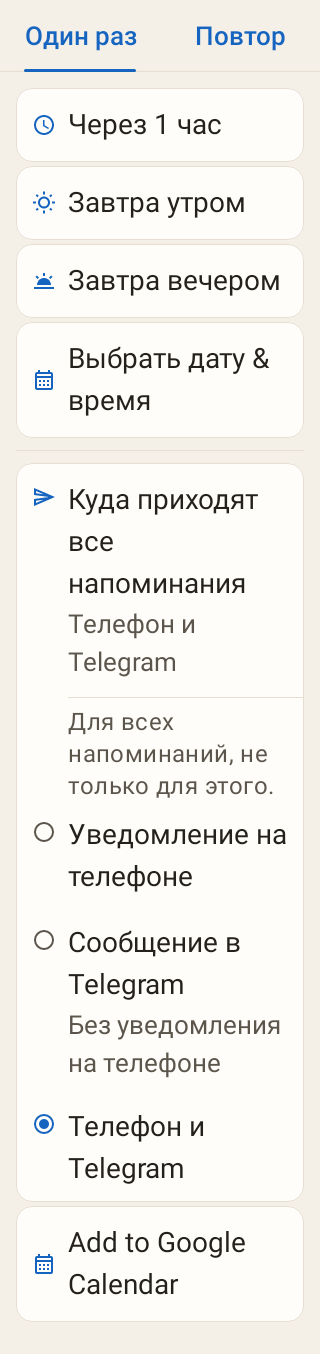 Один раз
Повтор
Через 1 час
Завтра утром
Завтра вечером
Выбрать дату &
время
Куда приходят
все
напоминания
Телефон и
Telegram
Для всех
напоминаний, не
только для этого.
Уведомление на
телефоне
Сообщение в
Telegram
Без уведомления
на телефоне
Телефон и
Telegram
Add to Google
Calendar